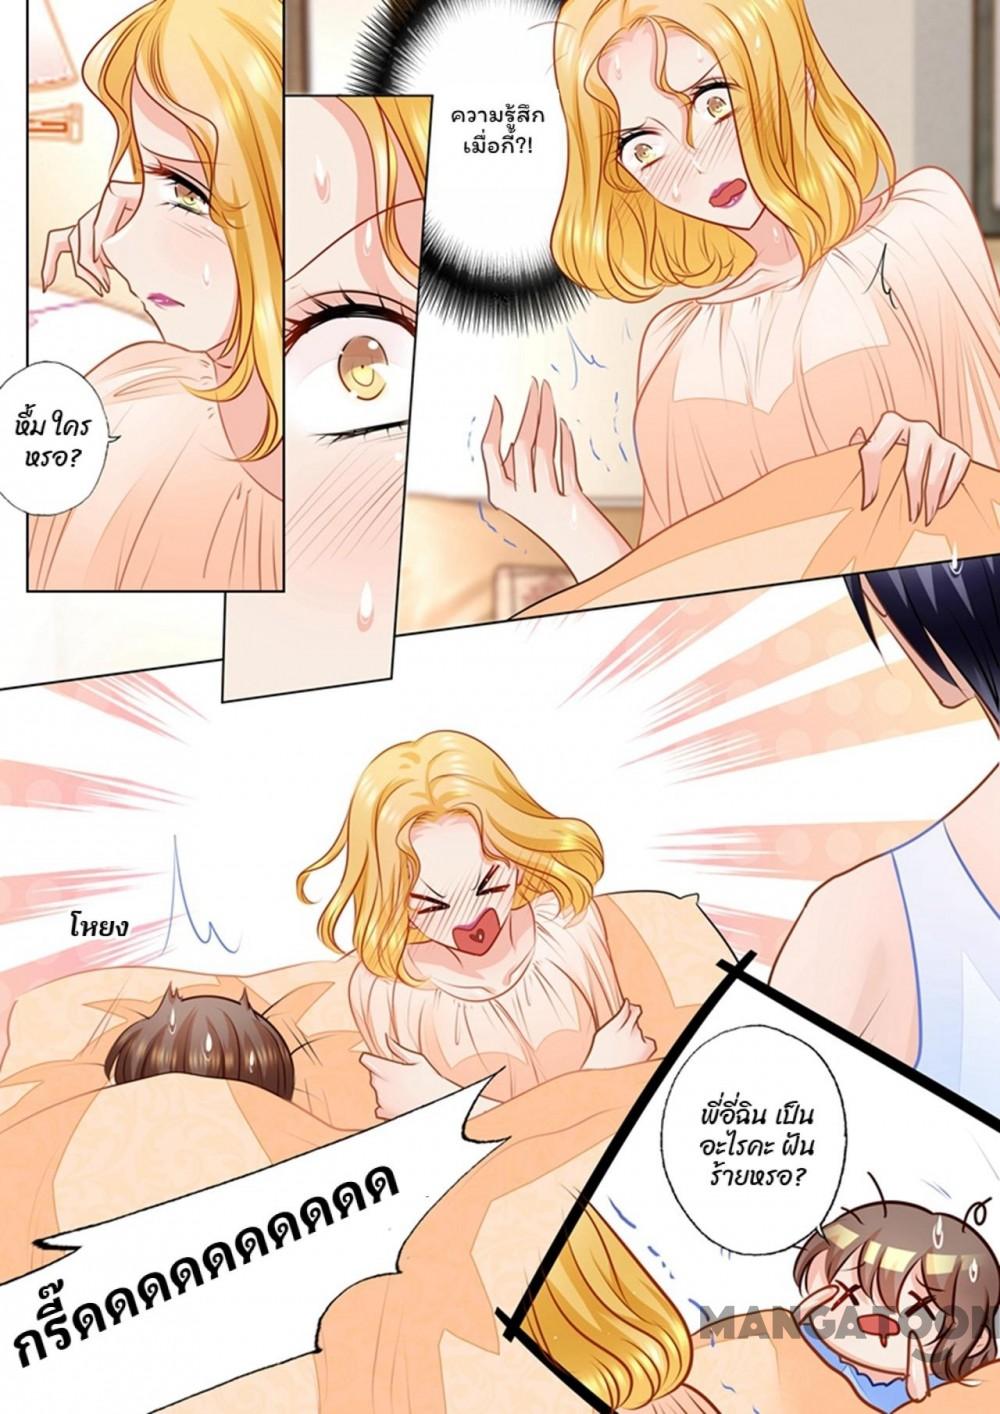 ความรู้สึก
เมื่อกี้?!
หื้ม ใคร
หรอ?
โหยง
กรี๊ดดดดดดดดดด
พี่อี่ฉิน เป็น
อะไรคะ ฝัน
ร้ายหรอ?
MANGATOON